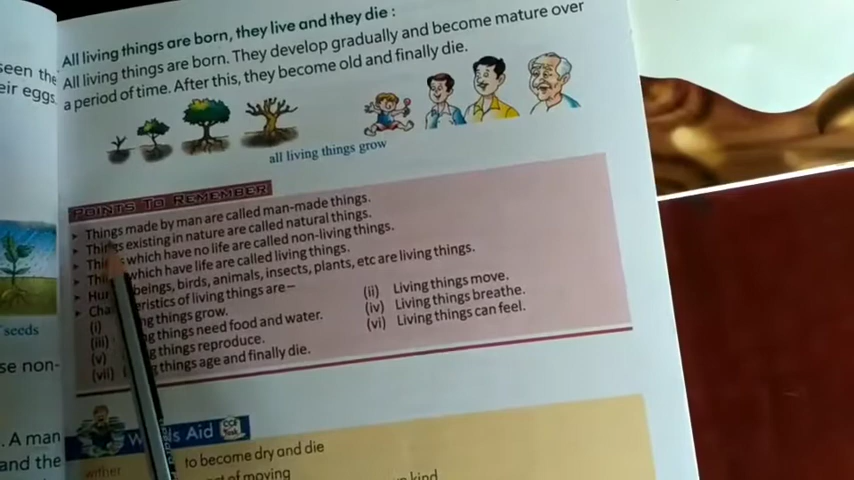 seen the
eir eggs,
seeds
se non-
. A man
and the
All living things are born, they live and they die :
All living things are born. They develop gradually and become mature over
a period of time. After this, they become old and finally die.
all living things grow
POINTS TO REMEMBER
Things made by man are called man-made things.
Things existing in nature are called natural things.
which have no life are called non-living things.
which have life are called living things.
beings, birds, animals, insects, plants, etc are living things.
of living things are–
(i) things grow.
(ii) Living things move.
(iii) things need food and water.
(iv) Living things breathe.
(v) things reproduce.
(vi) Living things can feel.
(vii) things age and finally die.
Aid
to become dry and die
of moving
kind